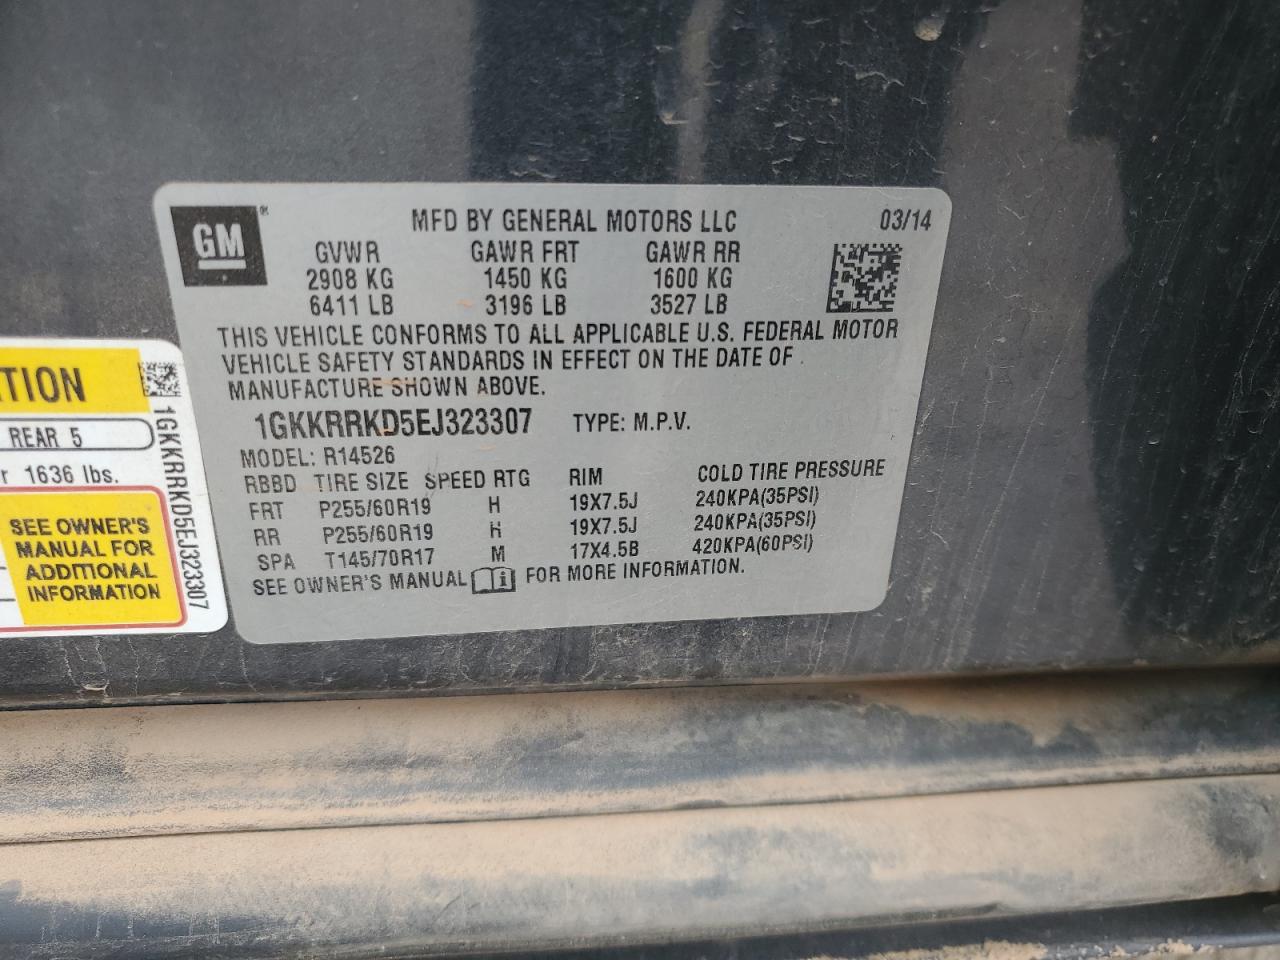 GM®
MFD BY GENERAL MOTORS LLC 03/14
GVWR GAWR FRT GAWR RR
2908 KG 1450 KG 1600 KG
6411 LB 3196 LB 3527 LB
THIS VEHICLE CONFORMS TO ALL APPLICABLE U.S. FEDERAL MOTOR
VEHICLE SAFETY STANDARDS IN EFFECT ON THE DATE OF
MANUFACTURE SHOWN ABOVE.
1GKKRRKD5EJ323307 TYPE: M.P.V.
MODEL: R14526
RBBD TIRE SIZE SPEED RTG RIM COLD TIRE PRESSURE
FRT P255/60R19 H 19X7.5J 240KPA(35PSI)
RR P255/60R19 H 19X7.5J 240KPA(35PSI)
SPA T145/70R17 M 17X4.5B 420KPA(60PSI)
SEE OWNER'S MANUAL i FOR MORE INFORMATION.
REAR 5
1636 lbs.
SEE OWNER'S
MANUAL FOR
ADDITIONAL
INFORMATION
1GKKRRKD5EJ323307